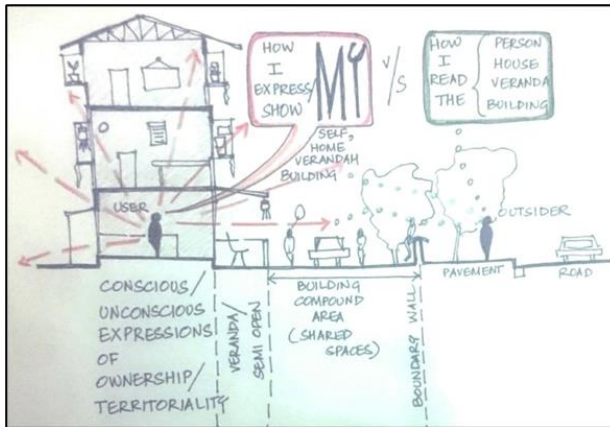 HOW
I
EXPRESS/
SHOW
MY
SELF,
HOME
VERANDAH
BUILDING
V/S
HOW
I
READ
THE
PERSON
HOUSE
VERANDA
BUILDING
USER
OUTSIDER
PAVEMENT
ROAD
CONSCIOUS/
UNCONSCIOUS
EXPRESSIONS
OF
OWNERSHIP/
TERRITORIALITY
VERANDA/
SEMI OPEN
BUILDING
COMPOUND
AREA
(SHARED
SPACES)
BOUNDARY WALL